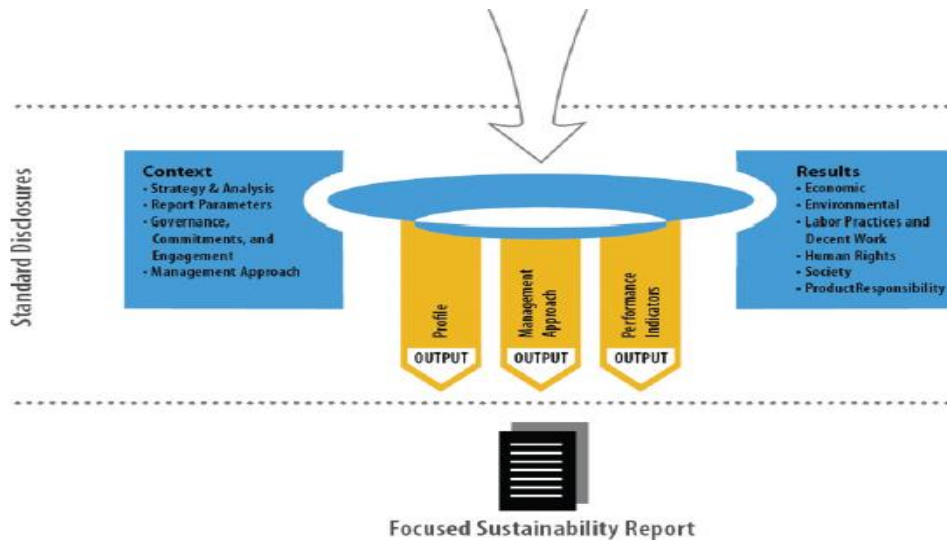 Standard Disclosures
Context
- Strategy & Analysis
- Report Parameters
- Governance,
Commitments, and
Engagement
- Management Approach
Profile
OUTPUT
Management
Approach
OUTPUT
Performance
Indicators
OUTPUT
Results
- Economic
- Environmental
- Labor Practices and
Decent Work
- Human Rights
- Society
- ProductResponsibility
Focused Sustainability Report